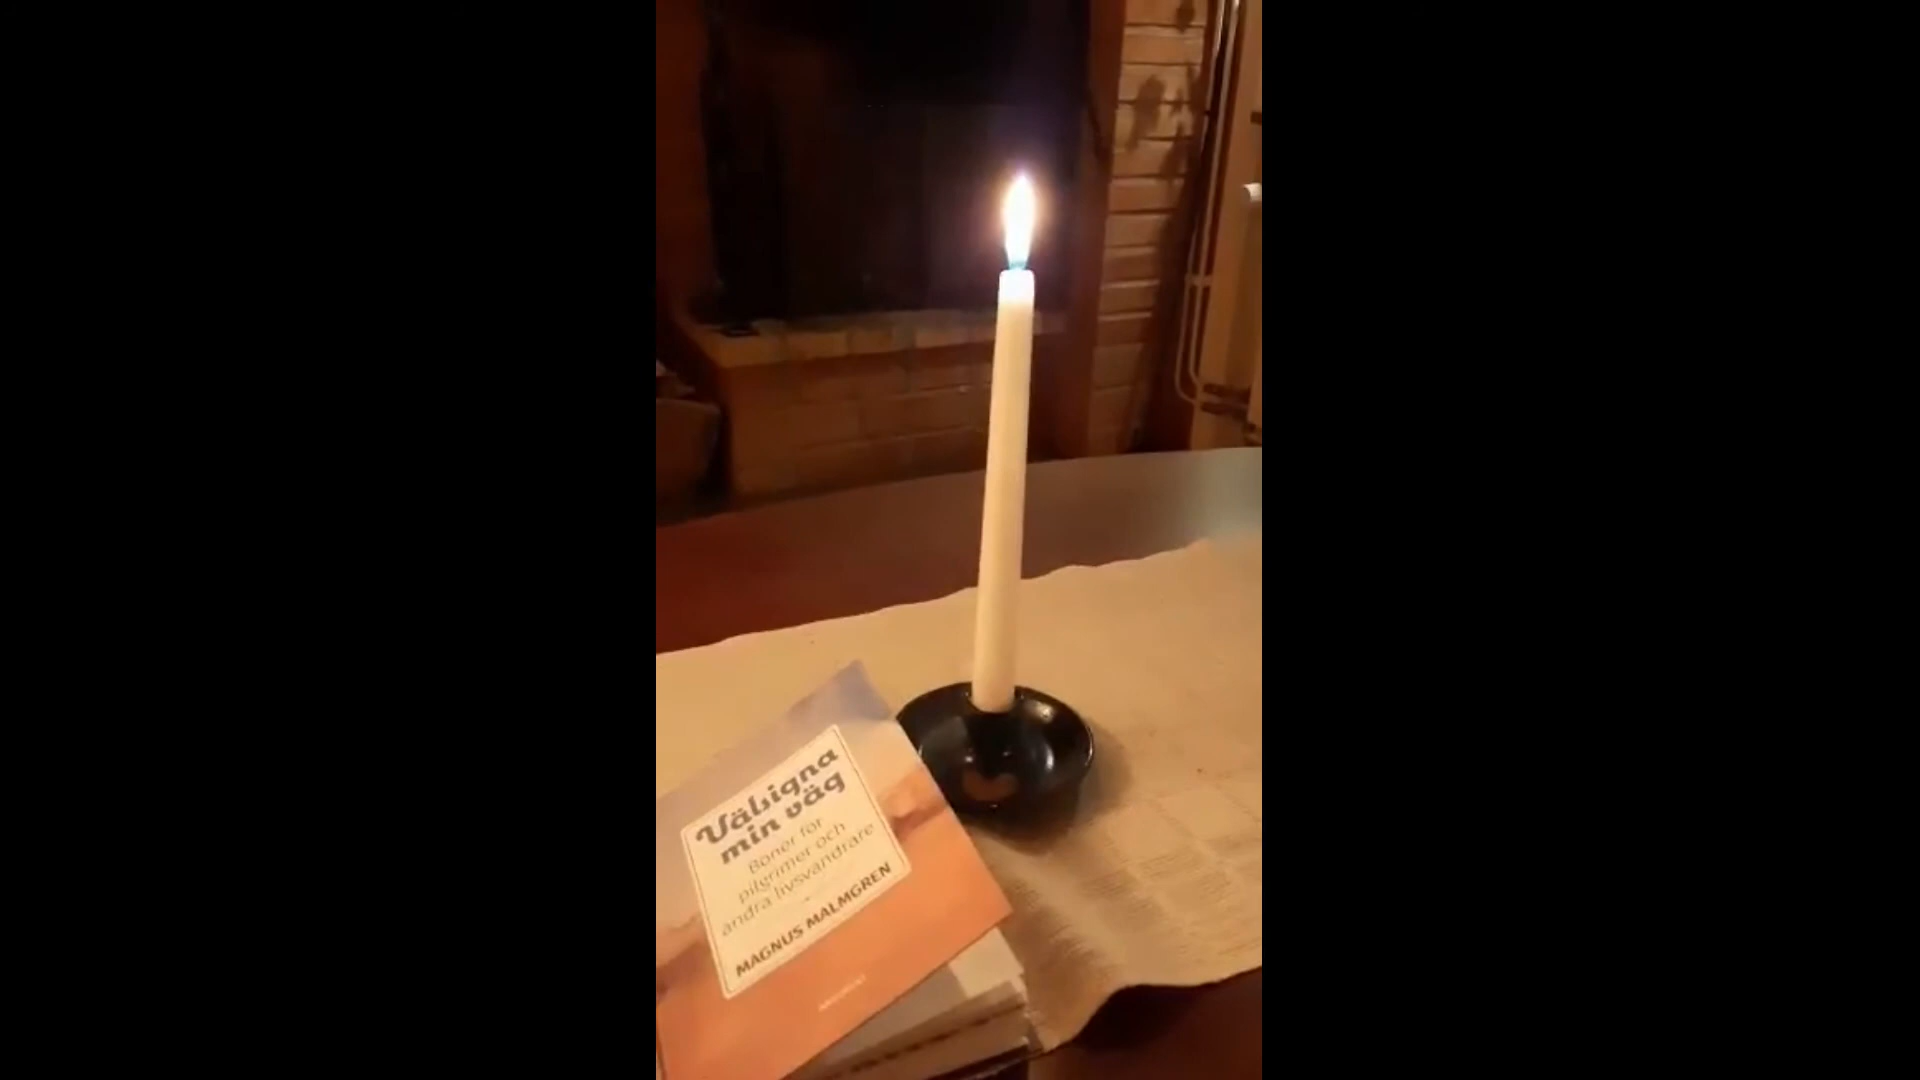 Välsigna
min väg
Böner för
pilgrimer och
andra livsvandrare
MAGNUS MALMGREN